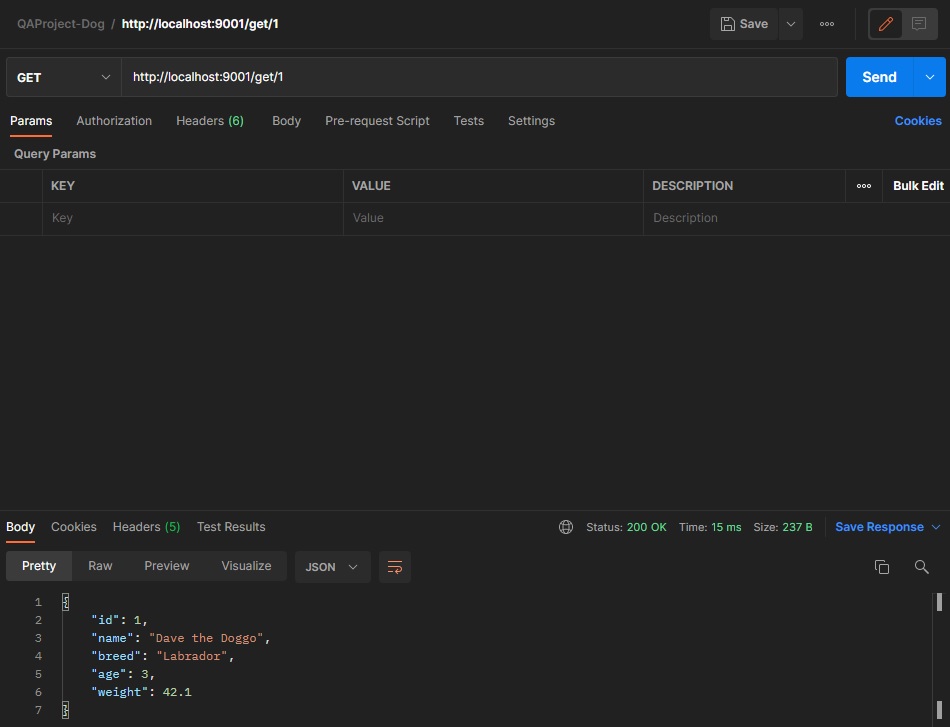 QAProject-Dog / http://localhost:9001/get/1 Save
GET http://localhost:9001/get/1 Send
Params Authorization Headers (6) Body Pre-request Script Tests Settings Cookies
Query Params
KEY VALUE DESCRIPTION Bulk Edit
Key Value Description
Body Cookies Headers (5) Test Results Status: 200 OK Time: 15 ms Size: 237 B Save Response
Pretty Raw Preview Visualize JSON
1 {
2 "id": 1,
3 "name": "Dave the Doggo",
4 "breed": "Labrador",
5 "age": 3,
6 "weight": 42.1
7 }